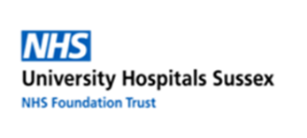 NHS
University Hospitals Sussex
NHS Foundation Trust